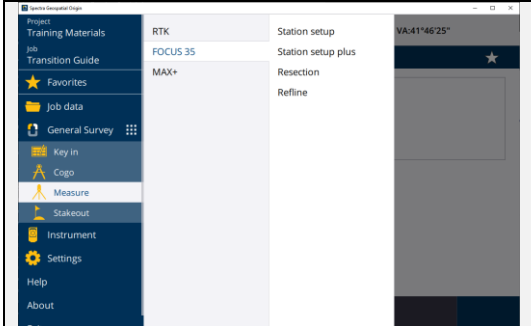 Spectra Geospatial Origin
Project
Training Materials
Job
Transition Guide
Favorites
Job data
General Survey
Key in
Cogo
Measure
Stakeout
Instrument
Settings
Help
About
RTK
FOCUS 35
MAX+
Station setup
Station setup plus
Resection
Refline
VA:41°46'25"